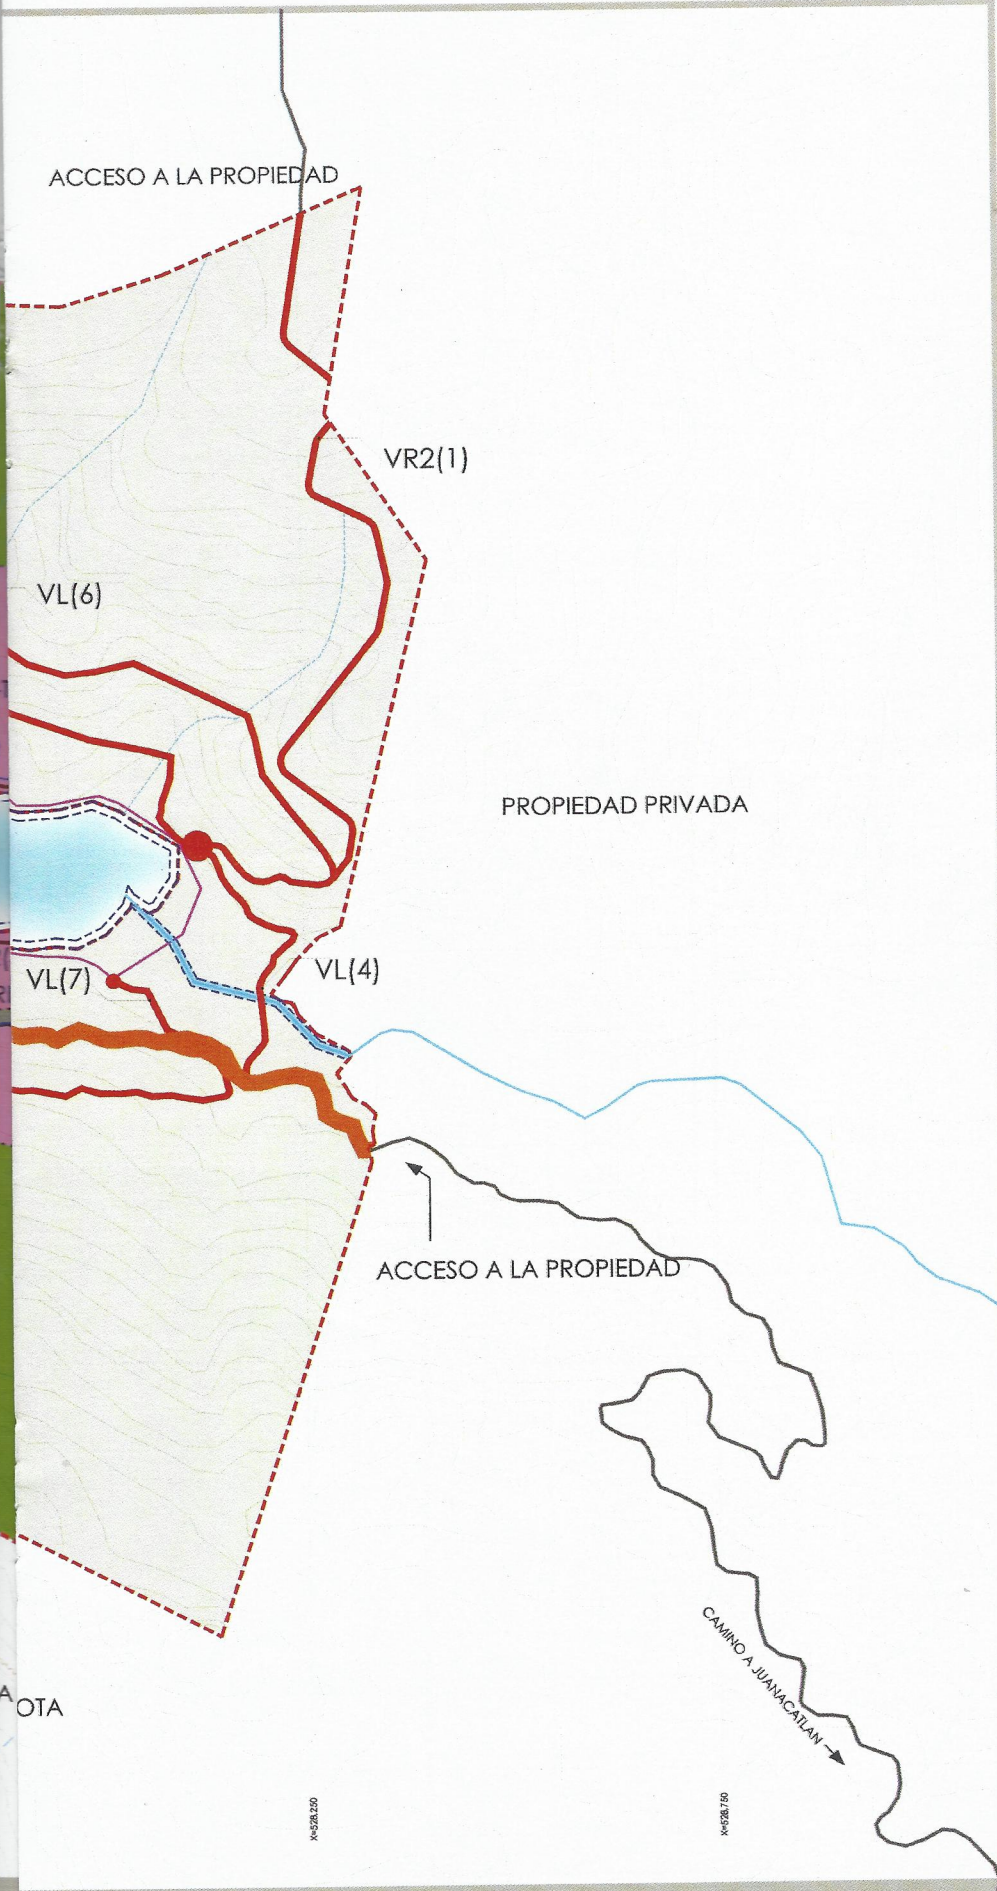 ACCESO A LA PROPIEDAD
VR2(1)
VL(6)
PROPIEDAD PRIVADA
VL(4)
VL(7)
ACCESO A LA PROPIEDAD
CAMINO A JUANACATLAN
OTA
X=528,250
X=528,750